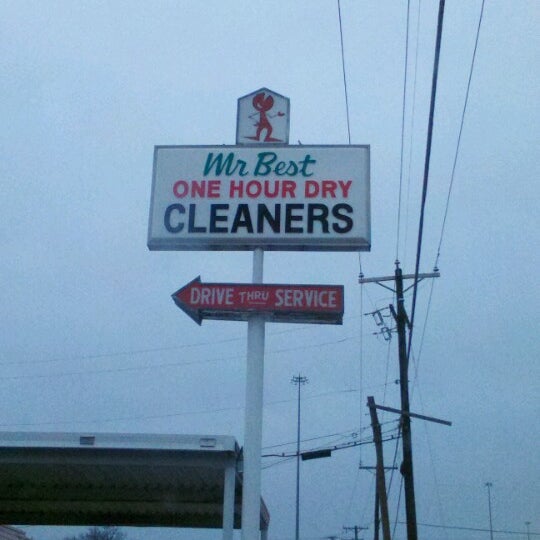 Mr Best
ONE HOUR DRY
CLEANERS
DRIVE THRU SERVICE